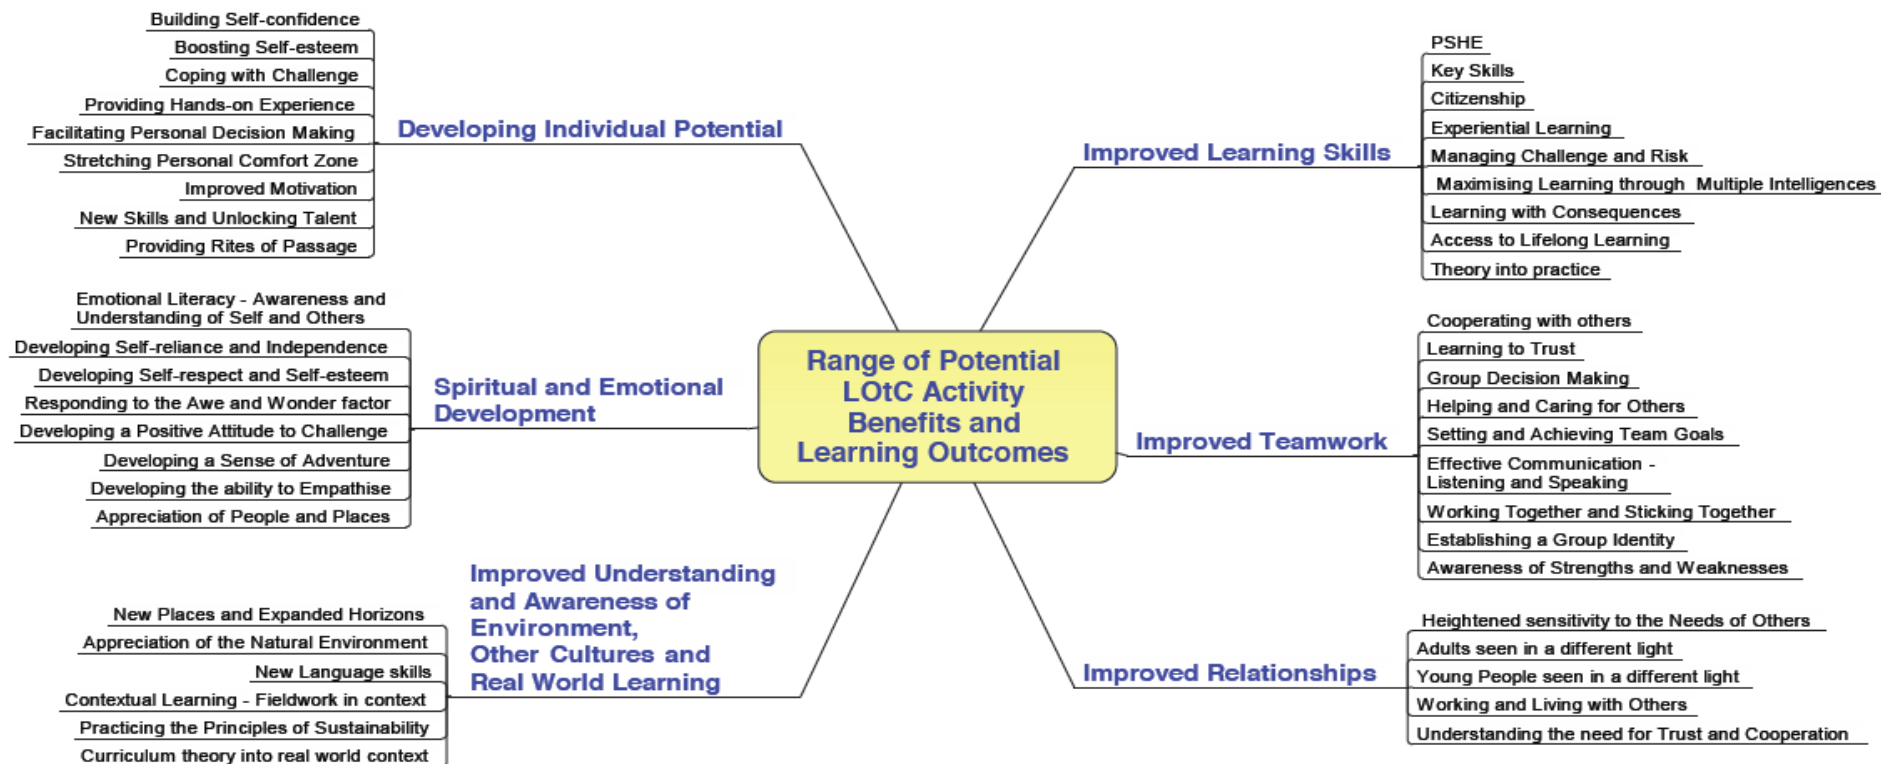 Building Self-confidence
Boosting Self-esteem
Coping with Challenge
Providing Hands-on Experience
Facilitating Personal Decision Making
Stretching Personal Comfort Zone
Improved Motivation
New Skills and Unlocking Talent
Providing Rites of Passage
Developing Individual Potential
Emotional Literacy - Awareness and
Understanding of Self and Others
Developing Self-reliance and Independence
Developing Self-respect and Self-esteem
Responding to the Awe and Wonder factor
Developing a Positive Attitude to Challenge
Developing a Sense of Adventure
Developing the ability to Empathise
Appreciation of People and Places
Spiritual and Emotional
Development
New Places and Expanded Horizons
Appreciation of the Natural Environment
New Language skills
Contextual Learning - Fieldwork in context
Practicing the Principles of Sustainability
Curriculum theory into real world context
Improved Understanding
and Awareness of
Environment,
Other Cultures and
Real World Learning
Range of Potential
LOtC Activity
Benefits and
Learning Outcomes
Improved Learning Skills
PSHE
Key Skills
Citizenship
Experiential Learning
Managing Challenge and Risk
Maximising Learning through Multiple Intelligences
Learning with Consequences
Access to Lifelong Learning
Theory into practice
Improved Teamwork
Cooperating with others
Learning to Trust
Group Decision Making
Helping and Caring for Others
Setting and Achieving Team Goals
Effective Communication -
Listening and Speaking
Working Together and Sticking Together
Establishing a Group Identity
Awareness of Strengths and Weaknesses
Improved Relationships
Heightened sensitivity to the Needs of Others
Adults seen in a different light
Young People seen in a different light
Working and Living with Others
Understanding the need for Trust and Cooperation